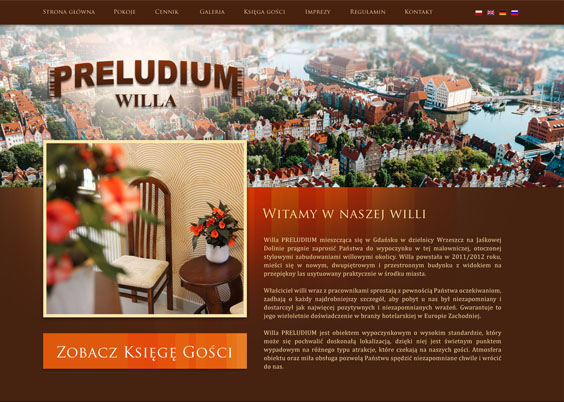 Strona główna Pokoje Cennik Galeria Księga gości Imprezy Regulamin Kontakt
PRELUDIUM
WILLA
Witamy w naszej willi
Willa PRELUDIUM mieszcząca się w Gdańsku w dzielnicy Wrzeszcz na Jaśkowej
Dolinie pragnie zaprosić Państwa do wypoczynku w tej malowniczej, otoczonej
stylowymi zabudowaniami willowymi okolicy. Willa powstała w 2011/2012 roku,
mieści się w nowym, dwupiętrowym i przestronnym budynku z widokiem na
przepiękny las usytuowany praktycznie w środku miasta.
Właściciel willi wraz z pracownikami sprostają z pewnością Państwa oczekiwaniom,
zadbają o każdy najdrobniejszy szczegół, aby pobyt u nas był niezapomniany i
dostarczył jak najwięcej pozytywnych i niezapomnianych wrażeń. Gwarantuje to
jego wieloletnie doświadczenie w branży hotelarskiej w Europie Zachodniej.
Willa PRELUDIUM jest obiektem wypoczynkowym o wysokim standardzie, który
może się pochwalić doskonałą lokalizacją, dzięki niej jest świetnym punktem
wypadowym na różnego typu atrakcje, które czekają na naszych gości. Atmosfera
obiektu oraz miła obsługa pozwolą Państwu spędzić niezapomniane chwile i wrócić
do nas.
Zobacz Księgę Gości